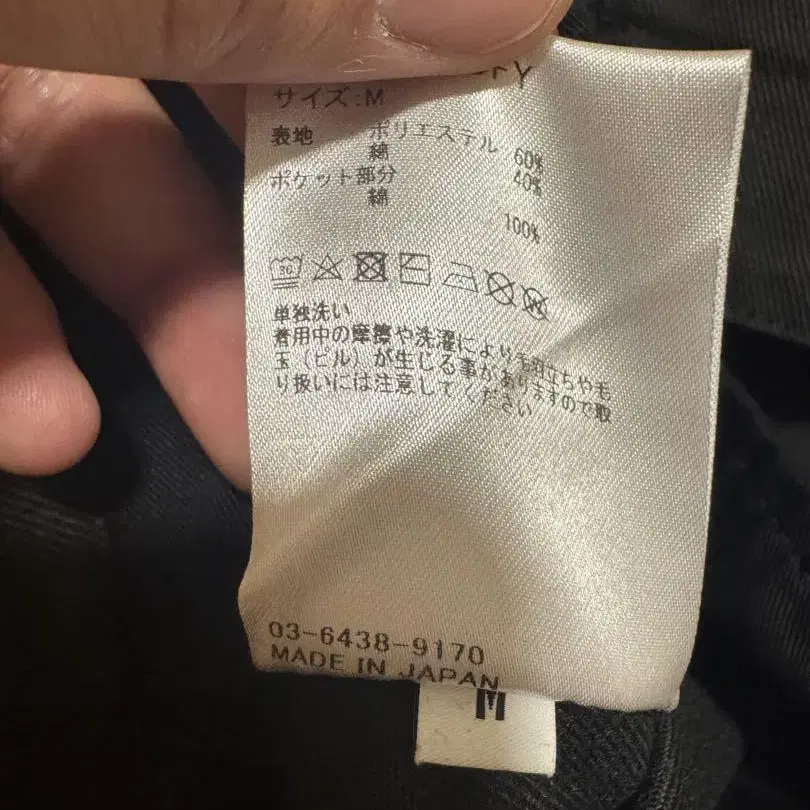 サイズ:M
表地 ポリエステル 60%
綿 40%
ポケット部分
綿 100%
30
単独洗い
着用中の摩擦や洗濯により毛羽立ちや毛
玉(ピル)が生じる事がありますので取
り扱いには注意してください
03-6438-9170
MADE IN JAPAN
M